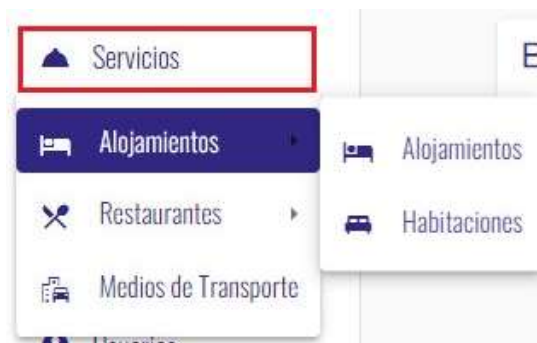 Servicios
Alojamientos
Restaurantes
Medios de Transporte
Alojamientos
Habitaciones